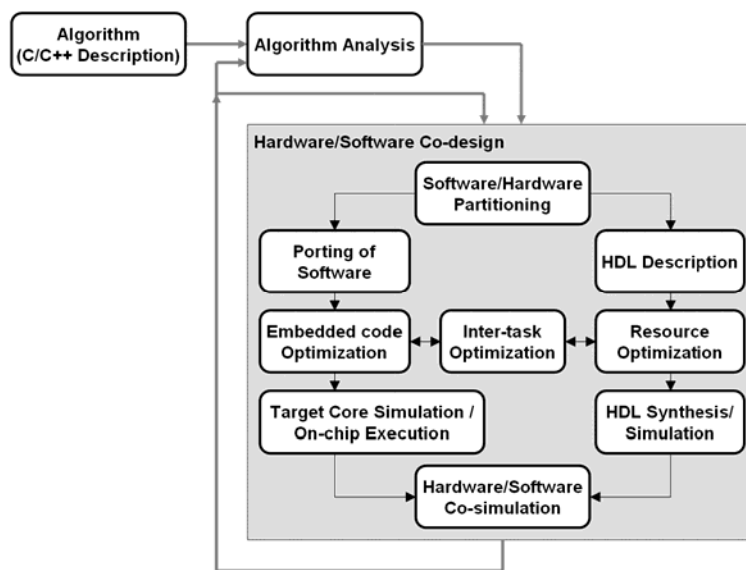 Algorithm
(C/C++ Description)
Algorithm Analysis
Hardware/Software Co-design
Software/Hardware
Partitioning
Porting of
Software
HDL Description
Embedded code
Optimization
Inter-task
Optimization
Resource
Optimization
Target Core Simulation /
On-chip Execution
HDL Synthesis/
Simulation
Hardware/Software
Co-simulation